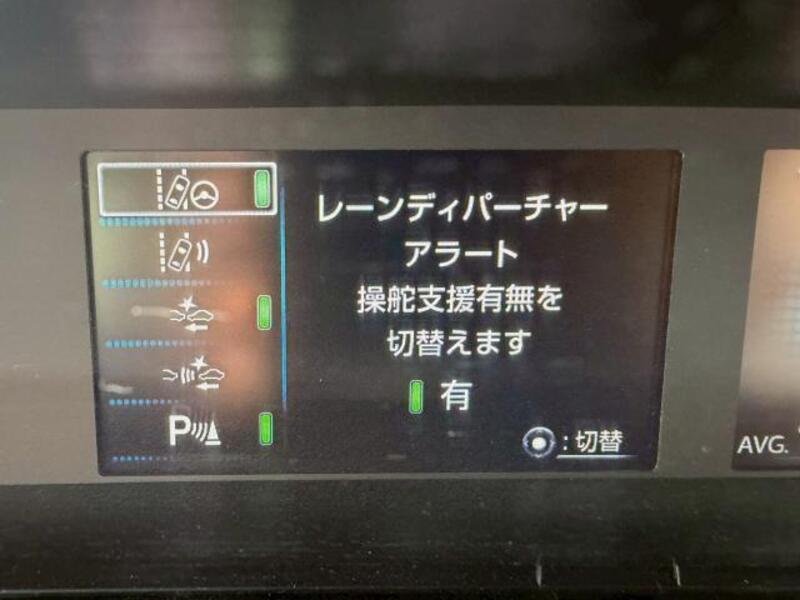 レーンディパーチャー
アラート
操舵支援有無を
切替えます
有
:切替
P
AVG.